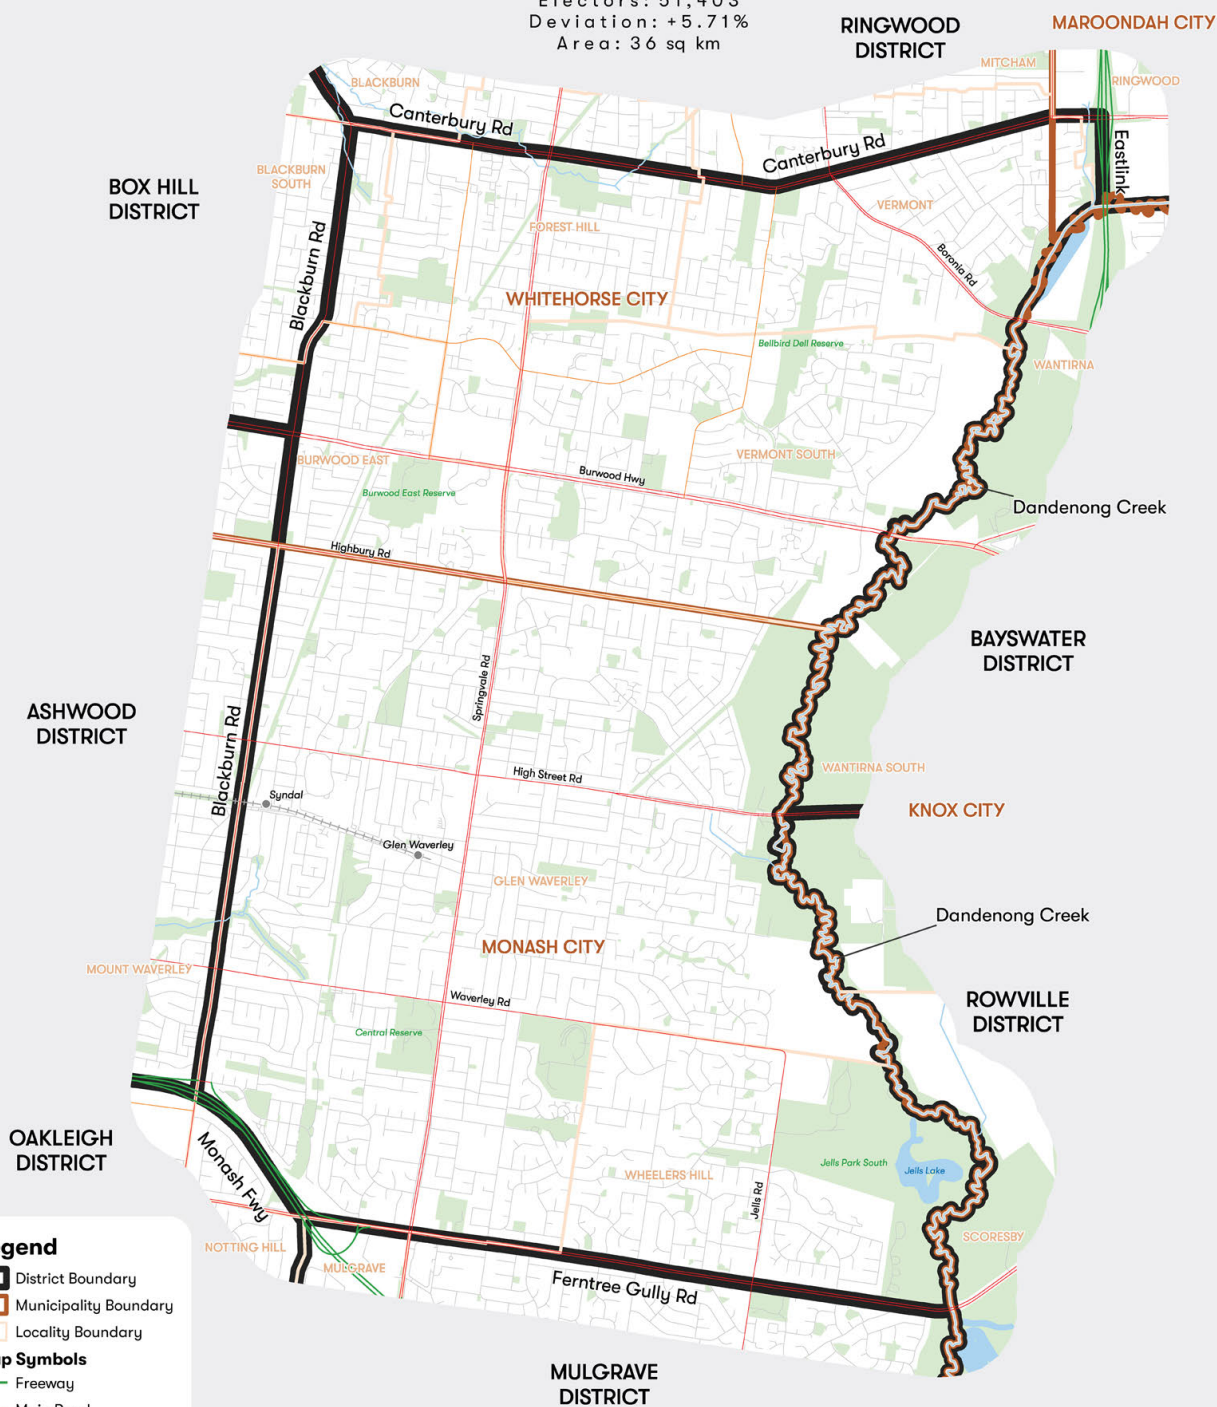 Electors: 51,403
Deviation: +5.71%
Area: 36 sq km
RINGWOOD
DISTRICT
MAROONDAH CITY
MITCHAM
RINGWOOD
BLACKBURN
Canterbury Rd
Canterbury Rd
Eastlink
BLACKBURN
SOUTH
BOX HILL
DISTRICT
VERMONT
FOREST HILL
Blackburn Rd
Boronia Rd
WHITEHORSE CITY
Bellbird Dell Reserve
WANTIRNA
BURWOOD EAST
VERMONT SOUTH
Burwood Hwy
Burwood East Reserve
Dandenong Creek
Highbury Rd
BAYSWATER
DISTRICT
Springvale Rd
ASHWOOD
DISTRICT
Blackburn Rd
High Street Rd
WANTIRNA SOUTH
Syndal
KNOX CITY
Glen Waverley
GLEN WAVERLEY
Dandenong Creek
MONASH CITY
MOUNT WAVERLEY
Waverley Rd
ROWVILLE
DISTRICT
Central Reserve
OAKLEIGH
DISTRICT
Monash Fwy
Jells Park South
Jells Lake
WHEELERS HILL
Jells Rd
SCORESBY
NOTTING HILL
MULGRAVE
Ferntree Gully Rd
egend
District Boundary
Municipality Boundary
Locality Boundary
p Symbols
Freeway
MULGRAVE
DISTRICT